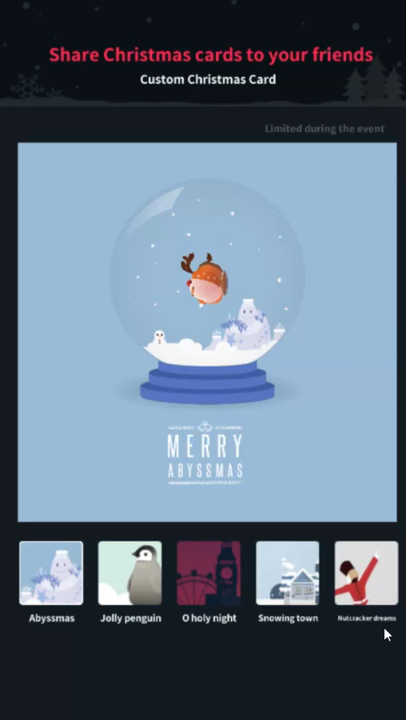 Share Christmas cards to your friends
Custom Christmas Card
Limited during the event
MERRY
ABYSSMAS
Abyssmas
Jolly penguin
O holy night
Snowing town
Nutcracker dreams